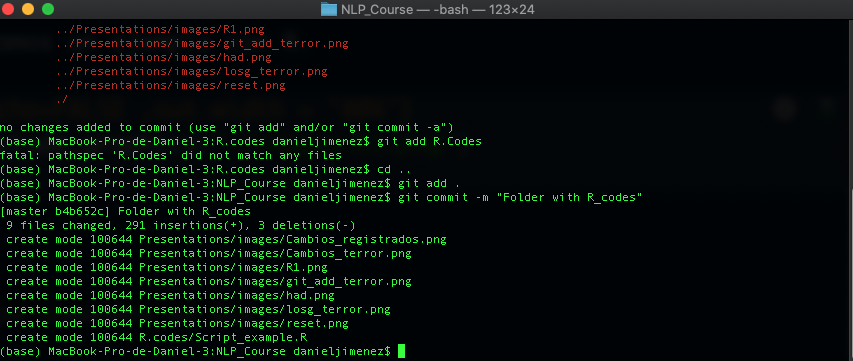 NLP_Course — -bash — 123×24
../Presentations/images/R1.png
../Presentations/images/git_add_terror.png
../Presentations/images/had.png
../Presentations/images/losg_terror.png
../Presentations/images/reset.png
./
no changes added to commit (use "git add" and/or "git commit -a")
(base) MacBook-Pro-de-Daniel-3:R.codes danieljimenez$ git add R.Codes
fatal: pathspec 'R.Codes' did not match any files
(base) MacBook-Pro-de-Daniel-3:R.codes danieljimenez$ cd ..
(base) MacBook-Pro-de-Daniel-3:NLP_Course danieljimenez$ git add .
(base) MacBook-Pro-de-Daniel-3:NLP_Course danieljimenez$ git commit -m "Folder with R_codes"
[master b4b652c] Folder with R_codes
9 files changed, 291 insertions(+), 3 deletions(-)
create mode 100644 Presentations/images/Cambios_registrados.png
create mode 100644 Presentations/images/Cambios_terror.png
create mode 100644 Presentations/images/R1.png
create mode 100644 Presentations/images/git_add_terror.png
create mode 100644 Presentations/images/had.png
create mode 100644 Presentations/images/losg_terror.png
create mode 100644 Presentations/images/reset.png
create mode 100644 R.codes/Script_example.R
(base) MacBook-Pro-de-Daniel-3:NLP_Course danieljimenez$